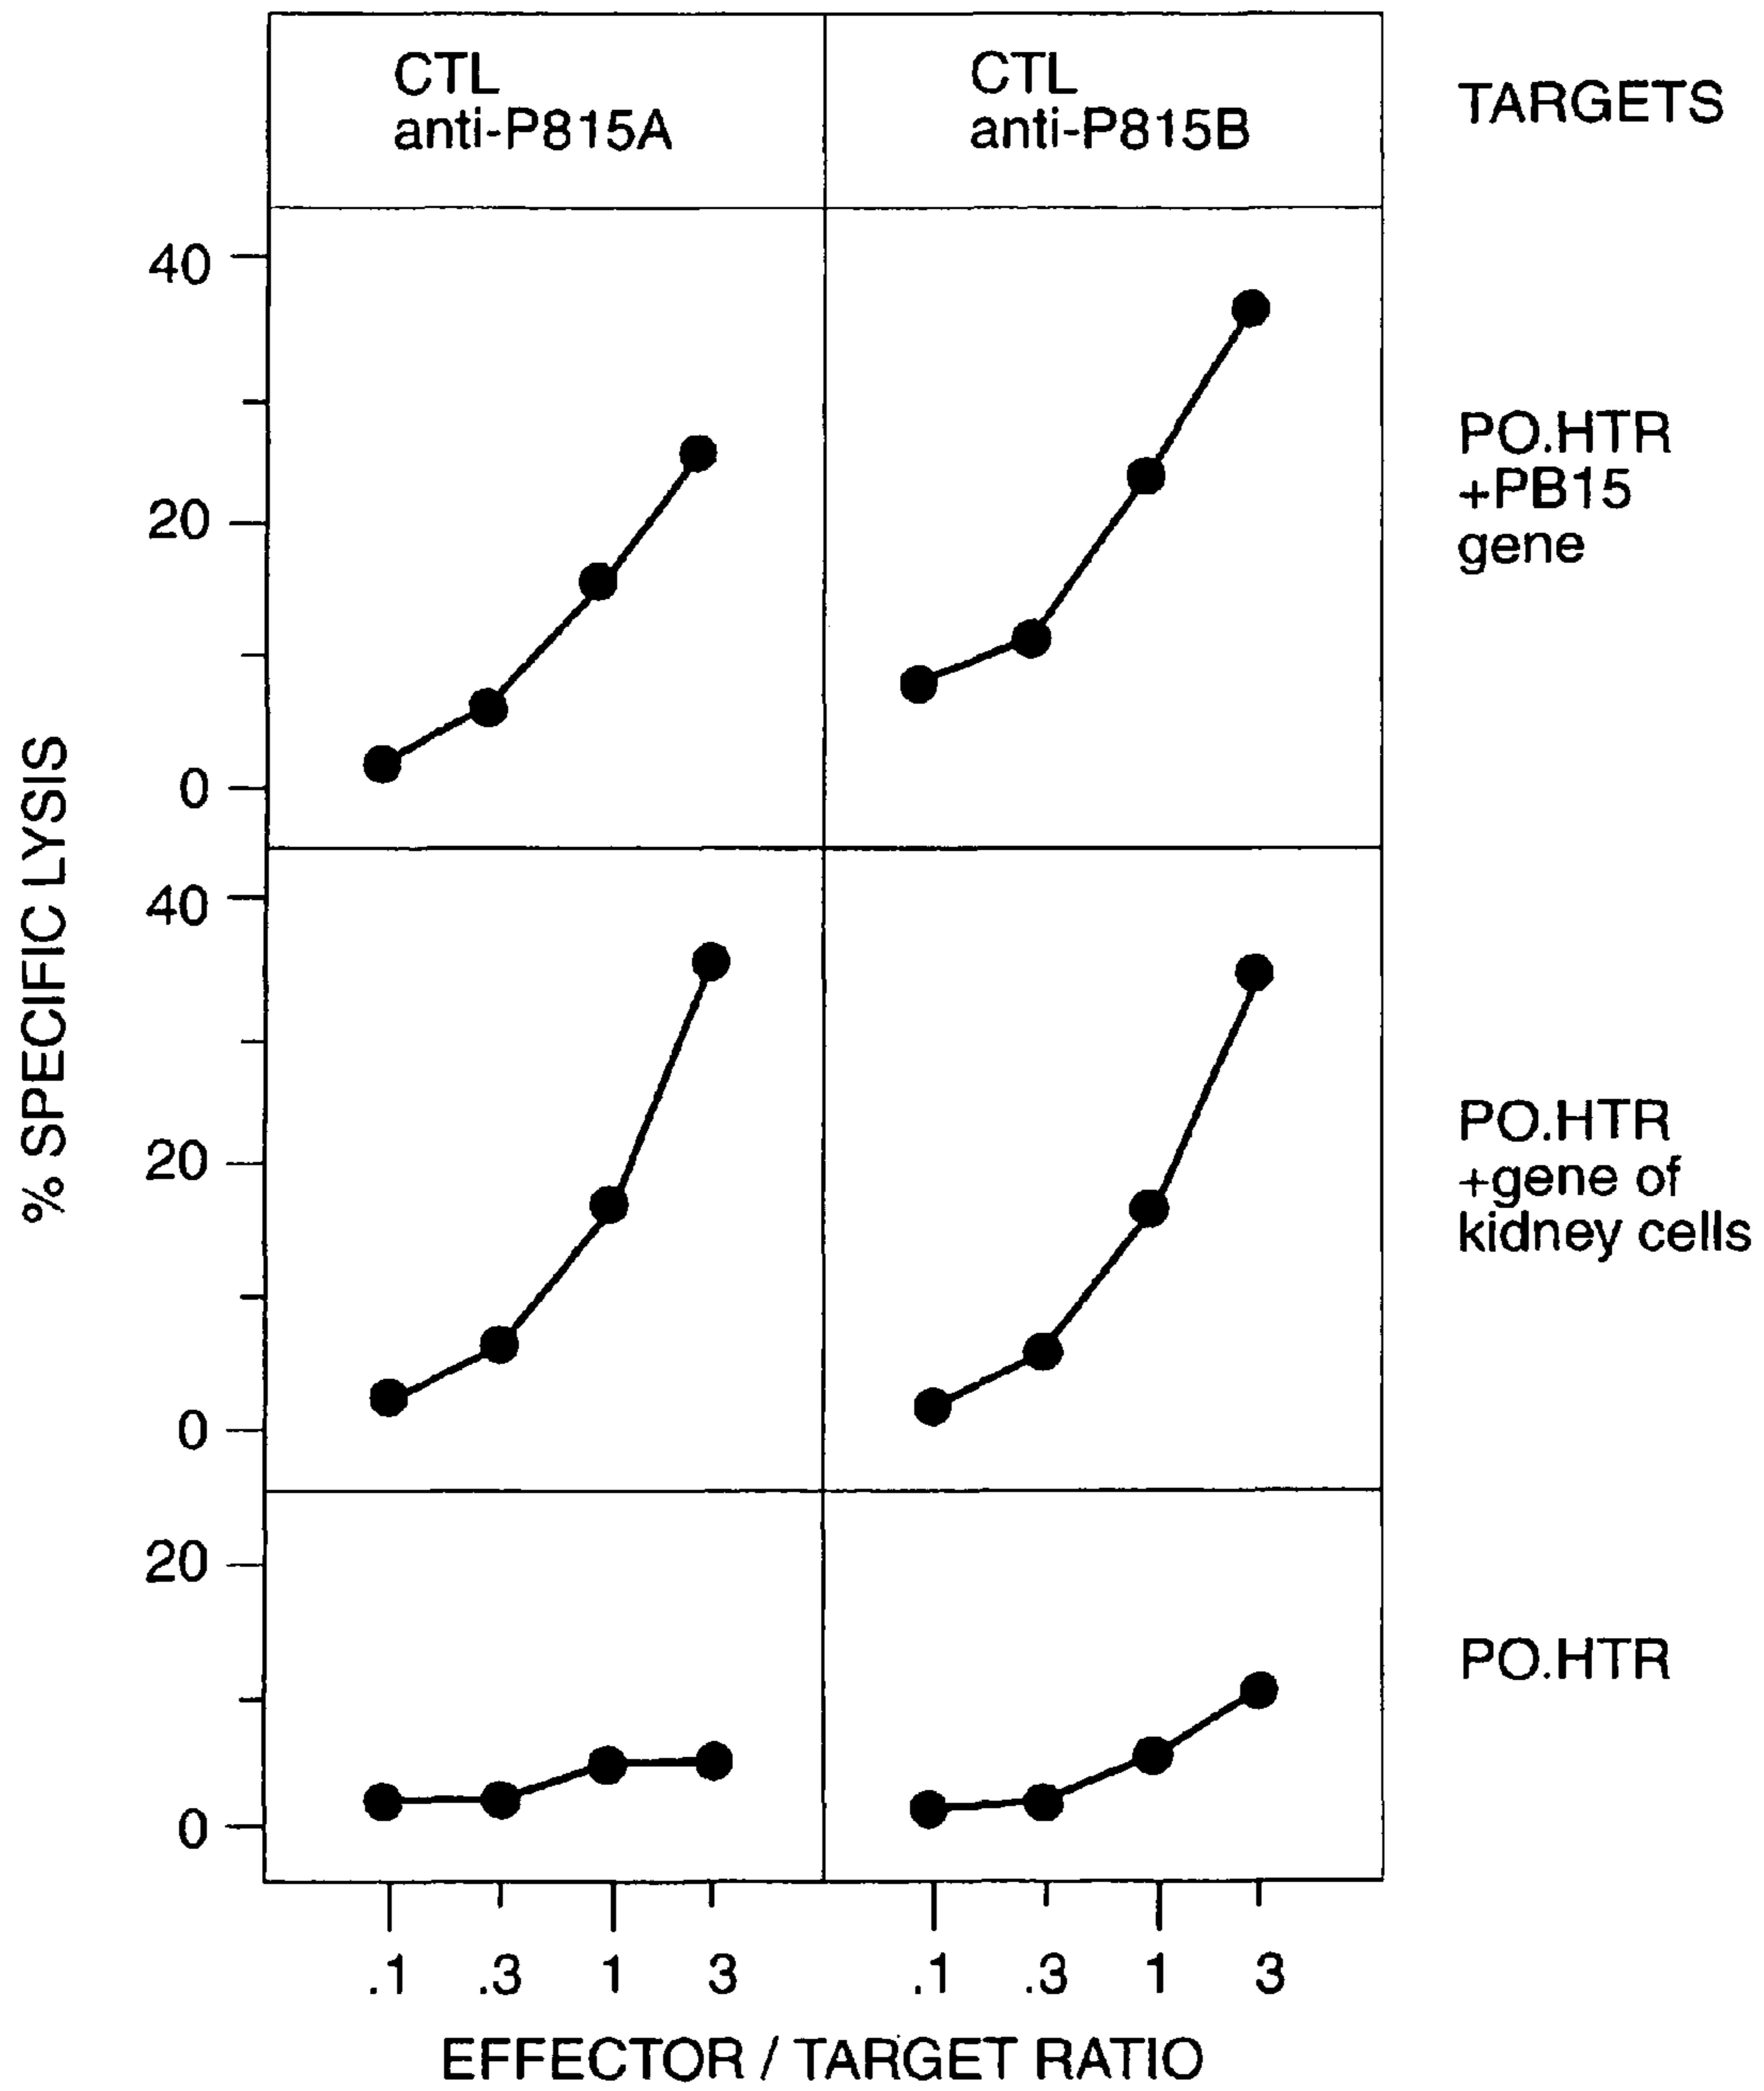 CTL
anti-P815A
CTL
anti-P815B
TARGETS
40
20
0
PO.HTR
+PB15
gene
% SPECIFIC LYSIS
40
20
0
PO.HTR
+gene of
kidney cells
20
0
PO.HTR
.1 .3 1 3 .1 .3 1 3
EFFECTOR / TARGET RATIO